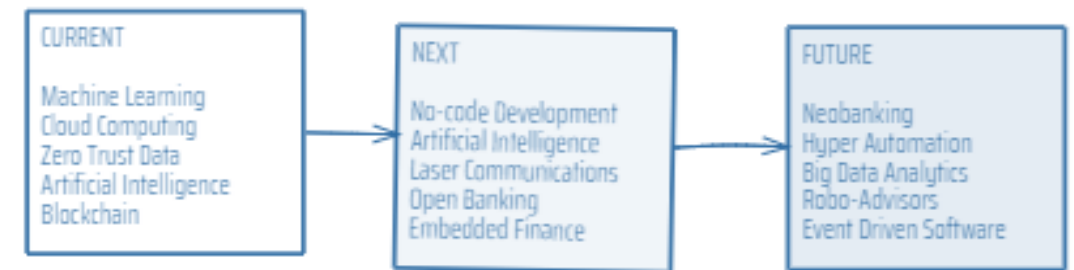 CURRENT
Machine Learning
Cloud Computing
Zero Trust Data
Artificial Intelligence
Blockchain
NEXT
No-code Development
Artificial Intelligence
Laser Communications
Open Banking
Embedded Finance
FUTURE
Neobanking
Hyper Automation
Big Data Analytics
Robo-Advisors
Event Driven Software